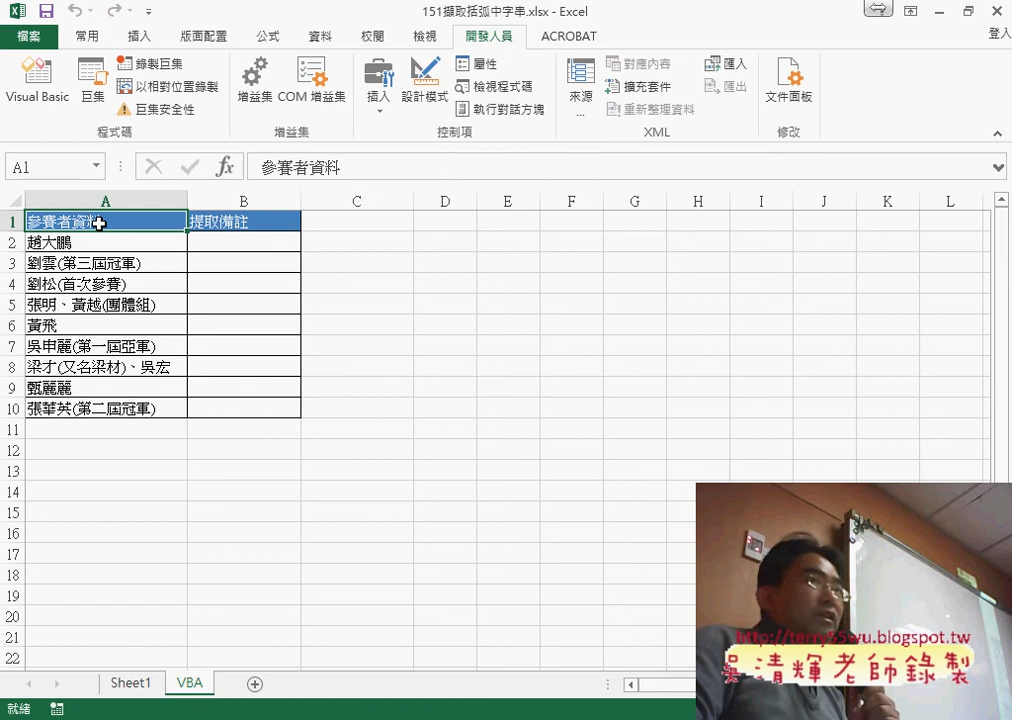 151擷取括弧中字串.xlsx - Excel
檔案 常用 插入 版面配置 公式 資料 校閱 檢視 開發人員 ACROBAT 登入
Visual Basic 巨集 錄製巨集 以相對位置錄製 巨集安全性 程式碼
增益集 COM 增益集 增益集
插入 設計模式 屬性 檢視程式碼 執行對話方塊 控制項
來源 ... 對應內容 擴充套件 重新整理資料 匯入 匯出 XML
文件面板 修改
A1 fx 參賽者資料
A B C D E F G H I J K L
1 參賽者資料 提取備註
2 趙大鵬
3 劉雲(第三屆冠軍)
4 劉松(首次參賽)
5 張明、黃越(團體組)
6 黃飛
7 吳申麗(第一屆亞軍)
8 梁才(又名梁材)、吳宏
9 甄麗麗
10 張華英(第二屆冠軍)
11
12
13
14
15
16
17
18
19
20
21
22
http://terry55wu.blogspot.tw
吳清輝老師錄製
Sheet1 VBA
就緒